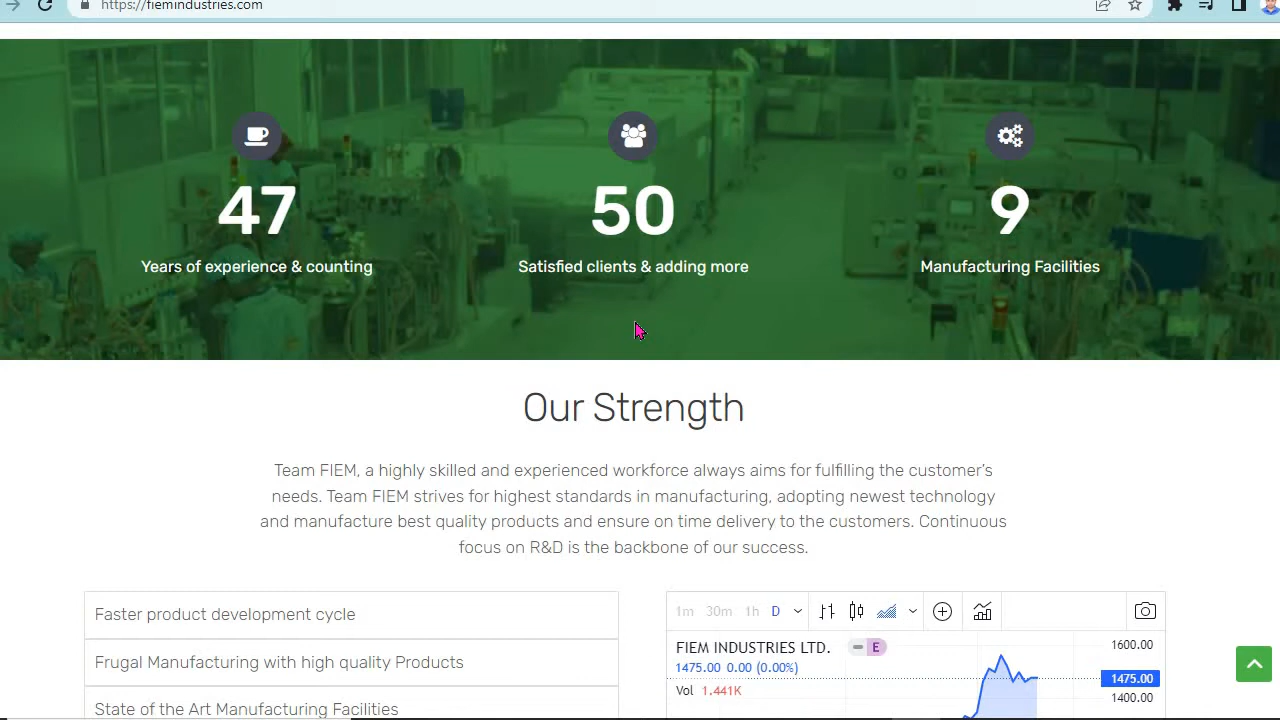 https://fiemindustries.com
47
Years of experience & counting
50
Satisfied clients & adding more
9
Manufacturing Facilities
Our Strength
Team FIEM, a highly skilled and experienced workforce always aims for fulfilling the customer's
needs. Team FIEM strives for highest standards in manufacturing, adopting newest technology
and manufacture best quality products and ensure on time delivery to the customers. Continuous
focus on R&D is the backbone of our success.
Faster product development cycle
Frugal Manufacturing with high quality Products
State of the Art Manufacturing Facilities
1m 30m 1h D
FIEM INDUSTRIES LTD. E
1475.00 0.00 (0.00%)
Vol 1.441K
1600.00
1475.00
1400.00